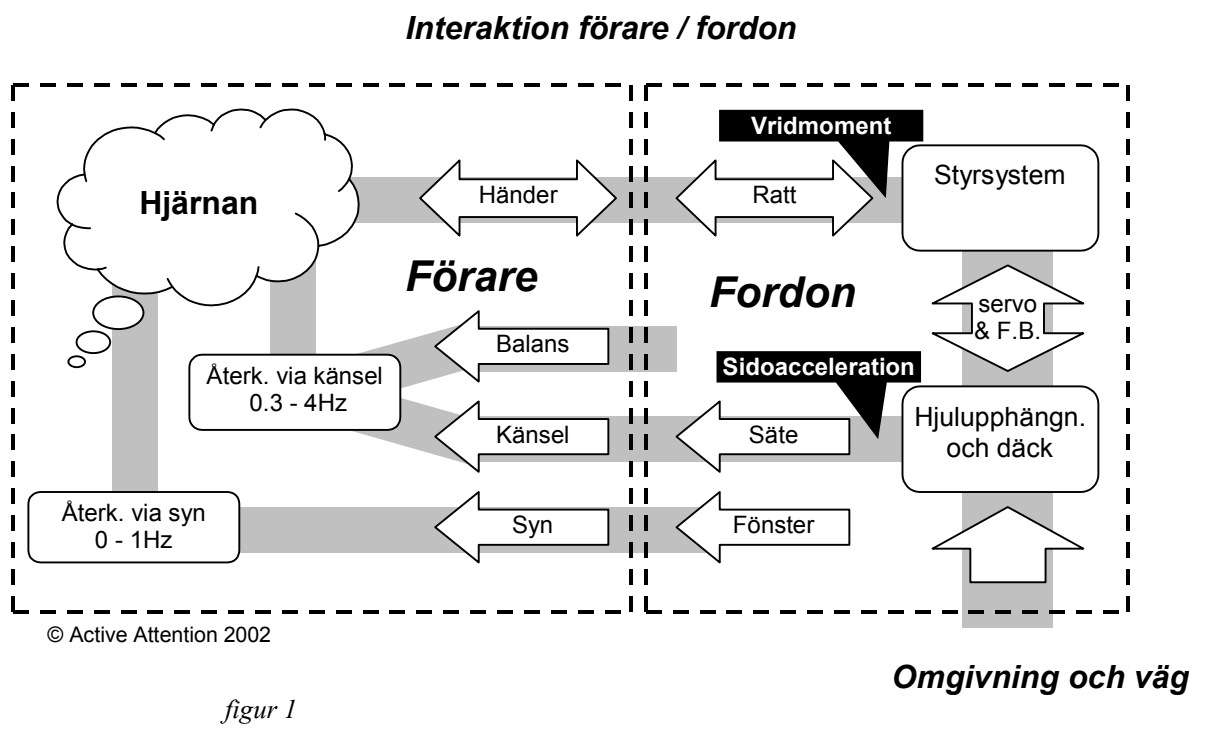 Interaktion förare / fordon
Vridmoment
Hjärnan
Händer
Ratt
Styrsystem
Förare
Fordon
servo
& F.B.
Balans
Återk. via känsel
0.3 - 4Hz
Sidoacceleration
Känsel
Säte
Hjulupphängn.
och däck
Återk. via syn
0 - 1Hz
Syn
Fönster
© Active Attention 2002
Omgivning och väg
figur 1